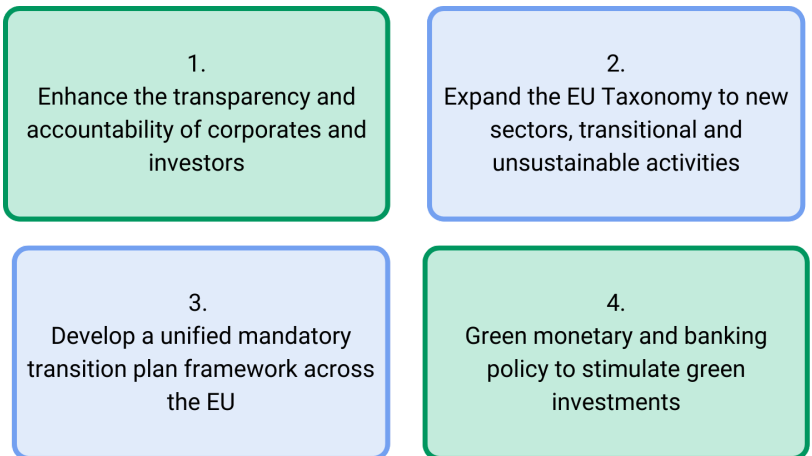 1.
Enhance the transparency and
accountability of corporates and
investors
2.
Expand the EU Taxonomy to new
sectors, transitional and
unsustainable activities
3.
Develop a unified mandatory
transition plan framework across
the EU
4.
Green monetary and banking
policy to stimulate green
investments